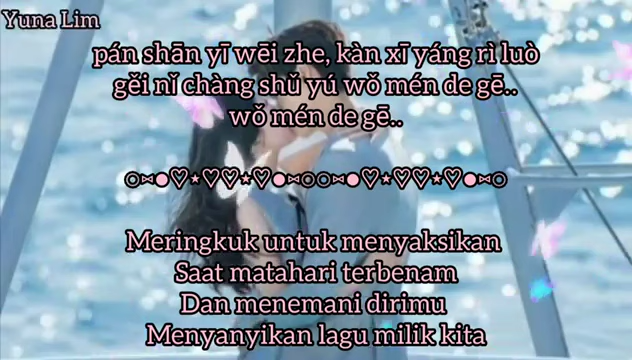 Yuna Lim
pán shān yī wēi zhe, kàn xī yáng rì luò
gěi nǐ chàng shǔ yú wǒ mén de gē..
wǒ mén de gē..
○⋈●♡⋆♡♡⋆♡●⋈○○⋈●♡⋆♡♡⋆♡●⋈○
Meringkuk untuk menyaksikan
Saat matahari terbenam
Dan menemani dirimu
Menyanyikan lagu milik kita